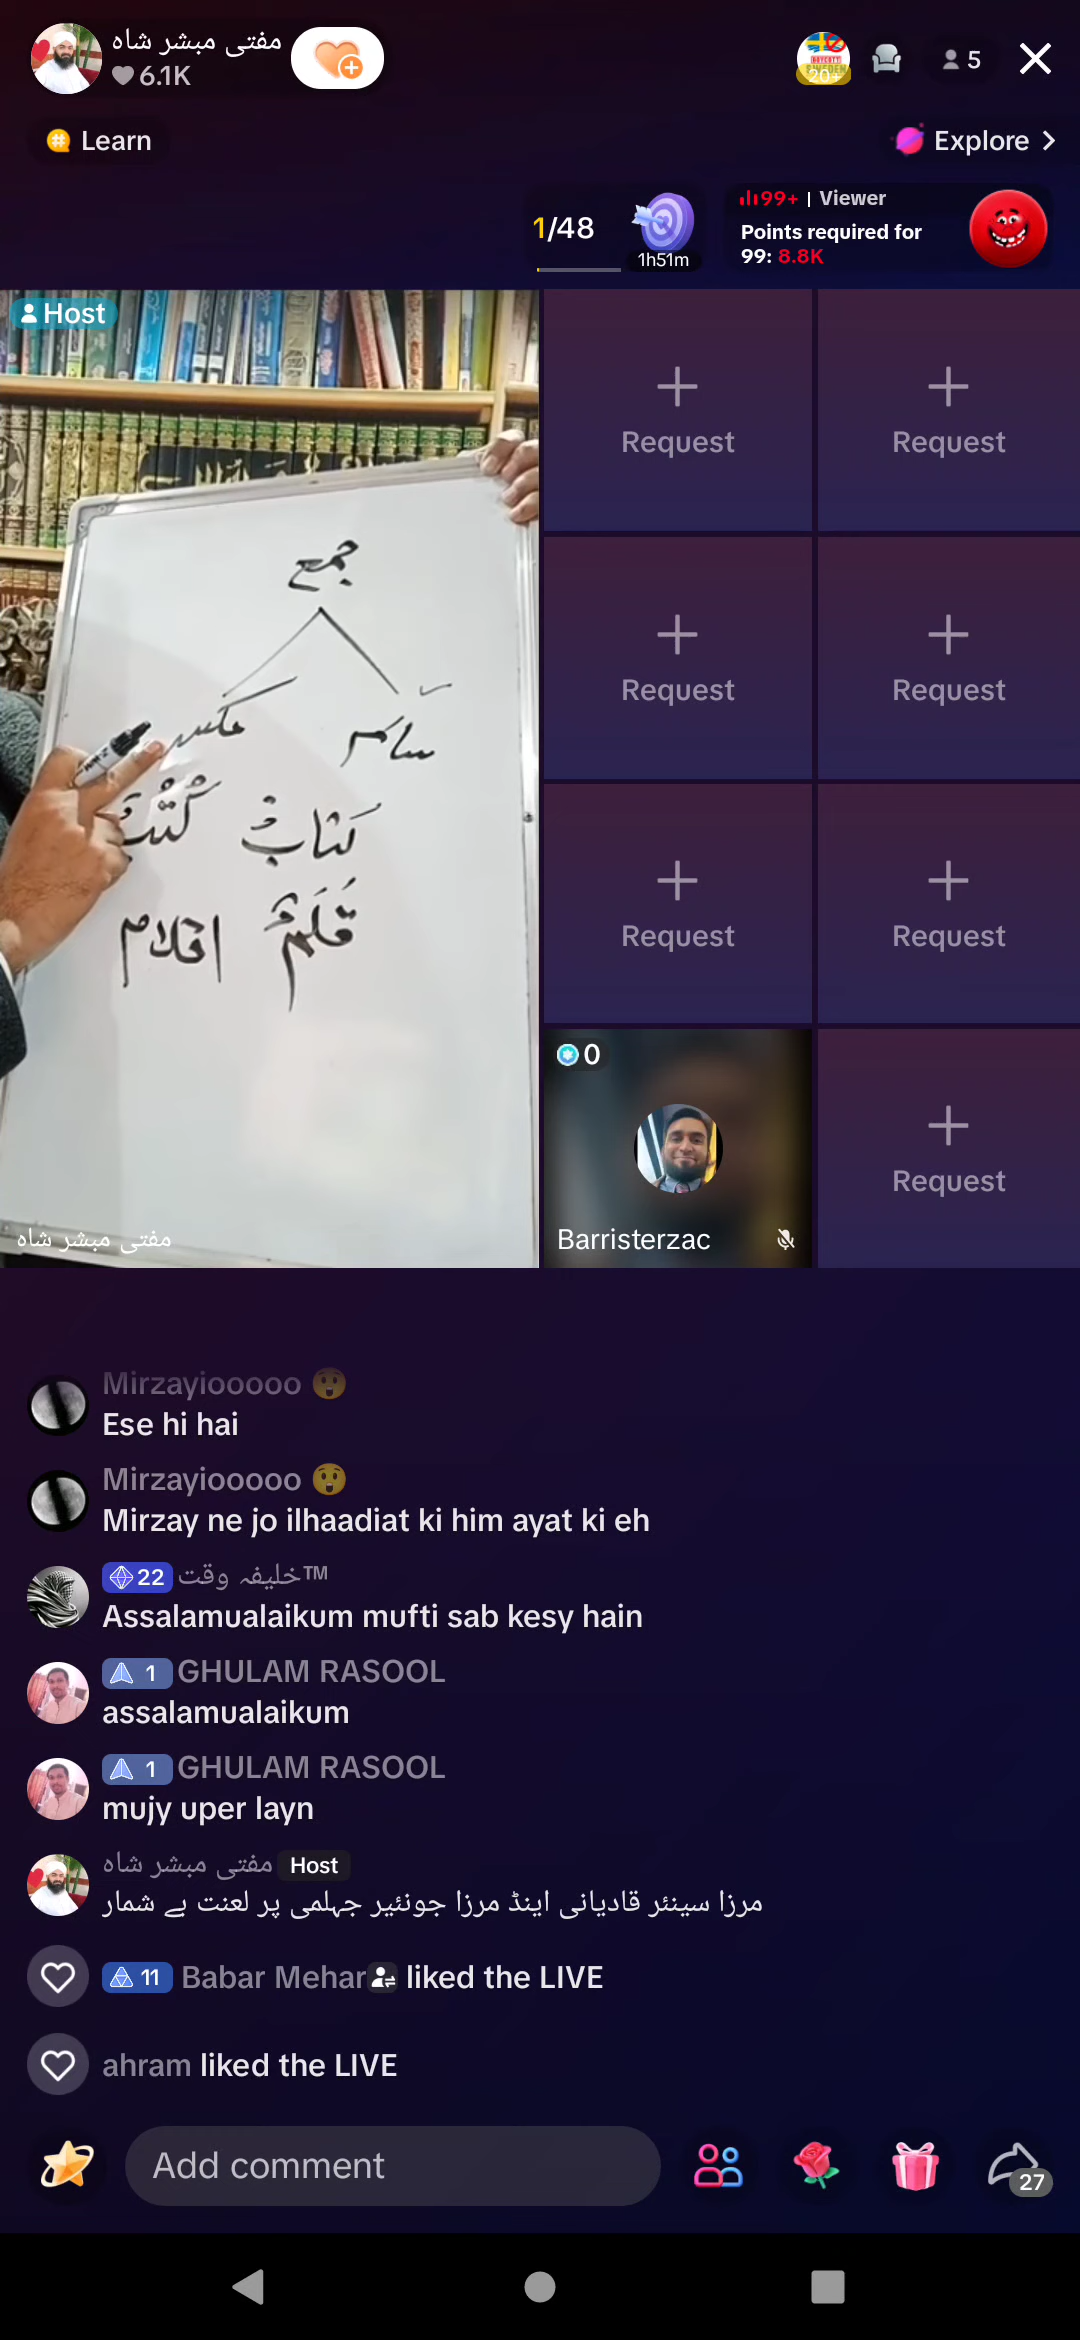 مفتی مبشر شاہ
6.1K
20+
5
Learn
Explore
1/48
1h51m
99+ | Viewer
Points required for
99: 8.8K
Host
جمع
مکسر سالم
کِتَابٌ کُتُبٌ
قَلَمٌ اقلام
مفتی مبشر شاہ
Request
Request
Request
Request
Request
Request
0
Barristerzac
Request
Mirzayiooooo 😲
Ese hi hai
Mirzayiooooo 😲
Mirzay ne jo ilhaadiat ki him ayat ki eh
22 خلیفہ وقت™
Assalamualaikum mufti sab kesy hain
1 GHULAM RASOOL
assalamualaikum
1 GHULAM RASOOL
mujy uper layn
مفتی مبشر شاہ Host
مرزا سینئر قادیانی اینڈ مرزا جونئیر جہلمی پر لعنت بے شمار
11 Babar Mehar liked the LIVE
ahram liked the LIVE
Add comment
27